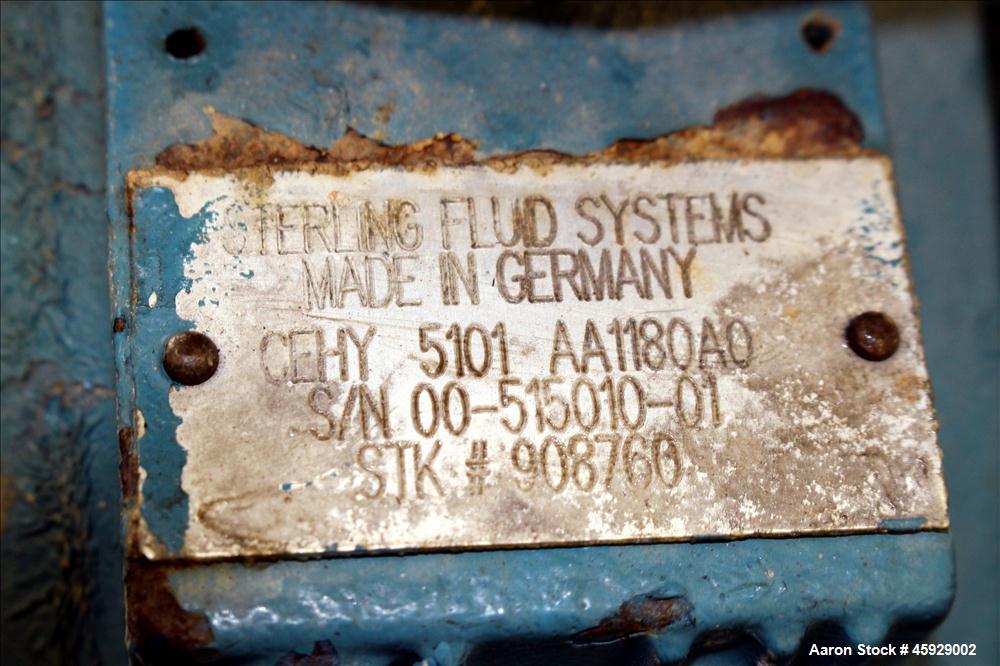 STERLING FLUID SYSTEMS
MADE IN GERMANY
CEHY 5101 AA1180A0
S/N 00-515010-01
STK # 908760
Aaron Stock # 45929002